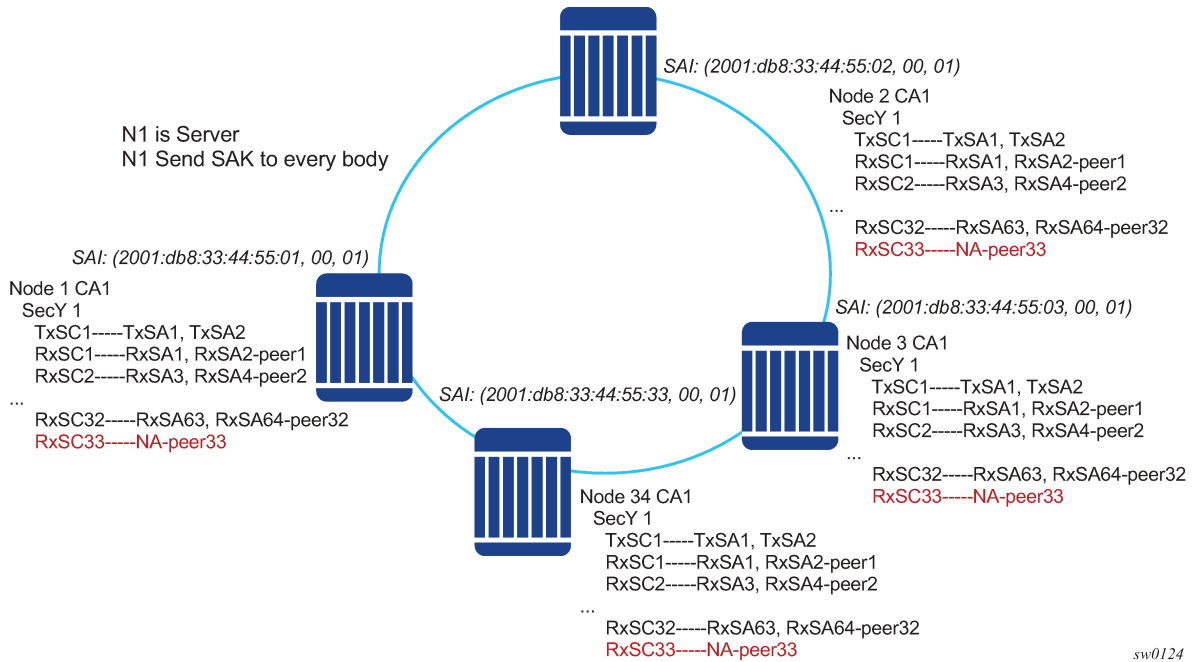 SAI: (2001:db8:33:44:55:02, 00, 01)
Node 2 CA1
SecY 1
TxSC1-----TxSA1, TxSA2
RxSC1-----RxSA1, RxSA2-peer1
RxSC2-----RxSA3, RxSA4-peer2
...
RxSC32-----RxSA63, RxSA64-peer32
RxSC33-----NA-peer33
N1 is Server
N1 Send SAK to every body
SAI: (2001:db8:33:44:55:01, 00, 01)
Node 1 CA1
SecY 1
TxSC1-----TxSA1, TxSA2
RxSC1-----RxSA1, RxSA2-peer1
RxSC2-----RxSA3, RxSA4-peer2
...
RxSC32-----RxSA63, RxSA64-peer32
RxSC33-----NA-peer33
SAI: (2001:db8:33:44:55:03, 00, 01)
Node 3 CA1
SecY 1
TxSC1-----TxSA1, TxSA2
RxSC1-----RxSA1, RxSA2-peer1
RxSC2-----RxSA3, RxSA4-peer2
...
RxSC32-----RxSA63, RxSA64-peer32
RxSC33-----NA-peer33
SAI: (2001:db8:33:44:55:33, 00, 01)
Node 34 CA1
SecY 1
TxSC1-----TxSA1, TxSA2
RxSC1-----RxSA1, RxSA2-peer1
RxSC2-----RxSA3, RxSA4-peer2
...
RxSC32-----RxSA63, RxSA64-peer32
RxSC33-----NA-peer33
sw0124